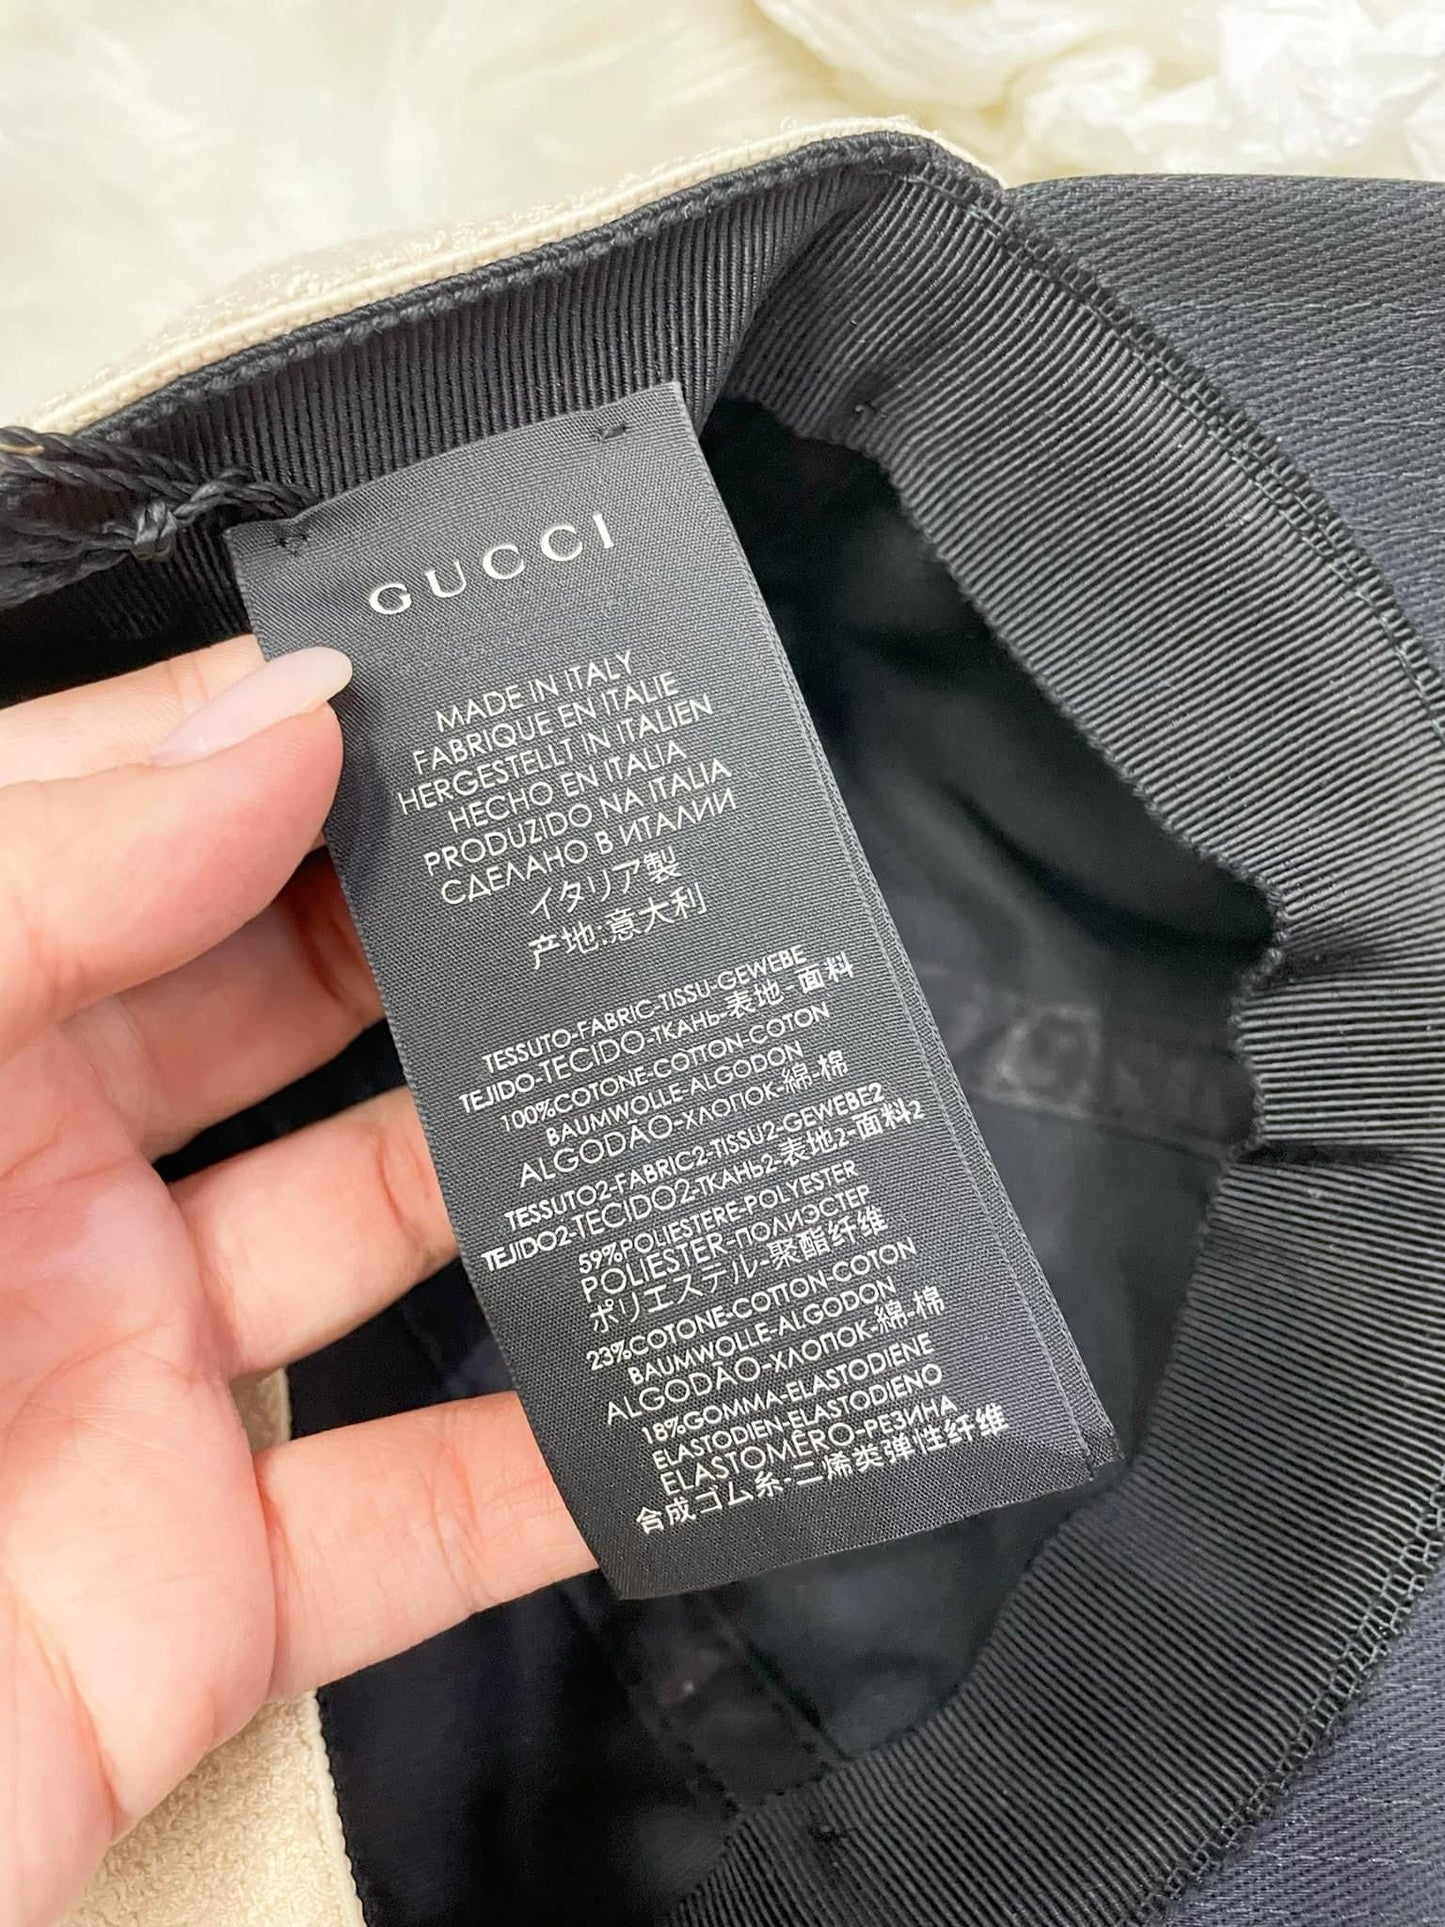 GUCCI
MADE IN ITALY
FABRIQUE EN ITALIE
HERGESTELLT IN ITALIEN
HECHO EN ITALIA
PRODUZIDO NA ITALIA
СДЕЛАНО В ИТАЛИИ
イタリア製
产地:意大利
TESSUTO-FABRIC-TISSU-GEWEBE
TEJIDO-TECIDO-ТКАНЬ-表地-面料
100%COTONE-COTTON-COTON
BAUMWOLLE-ALGODON
ALGODÃO-ХЛОПОК-綿-棉
TESSUTO2-FABRIC2-TISSU2-GEWEBE2
TEJIDO2-TECIDO2-ТКАНЬ2-表地2-面料2
59%POLIESTERE-POLYESTER
POLIESTER-ПОЛИЭСТЕР
ポリエステル-聚酯纤维
23%COTONE-COTTON-COTON
BAUMWOLLE-ALGODON
ALGODÃO-ХЛОПОК-綿-棉
18%GOMMA-ELASTODIENE
ELASTODIEN-ELASTODIENO
ELASTOMERO-РЕЗИНА
合成ゴム系-二烯类弹性纤维